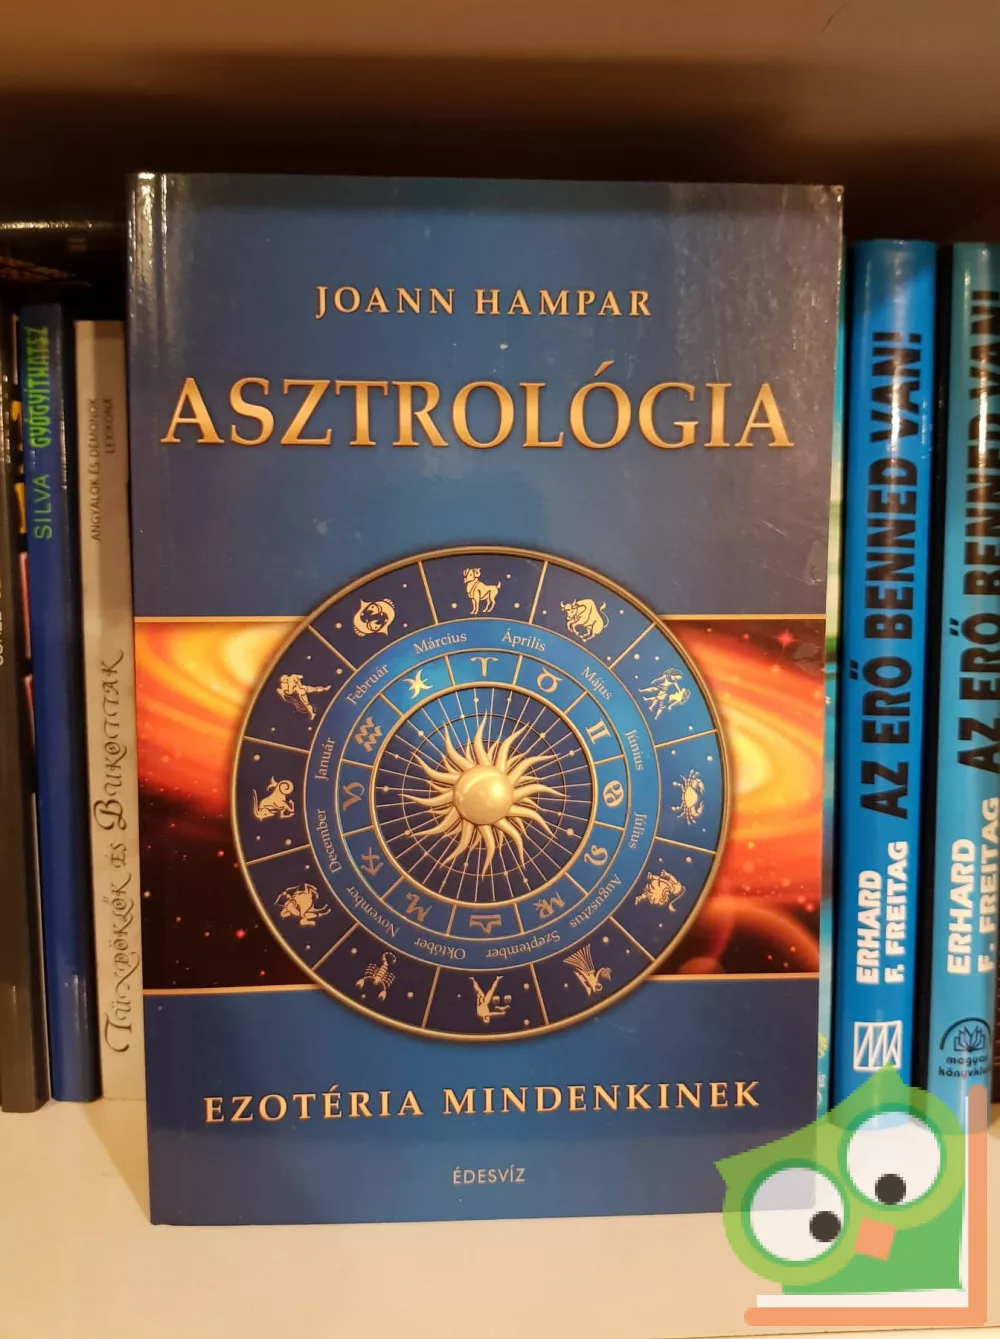 JOANN HAMPAR
ASZTROLÓGIA
Január
Február
Március
Április
Május
Június
Július
Augusztus
Szeptember
Október
November
December
EZOTÉRIA MINDENKINEK
ÉDESVÍZ
SILVA GYÓGYÍTHATSZ
ANGYALOK ÉS DÉMONOK
LEXIKONA
TÜNDÖKLŐK ÉS BUKOTTAK
ERHARD
F. FREITAG
AZ ERŐ BENNED VAN!
ERHARD
F. FREITAG
AZ ERŐ BENNED VAN!
magyar
könyvklub